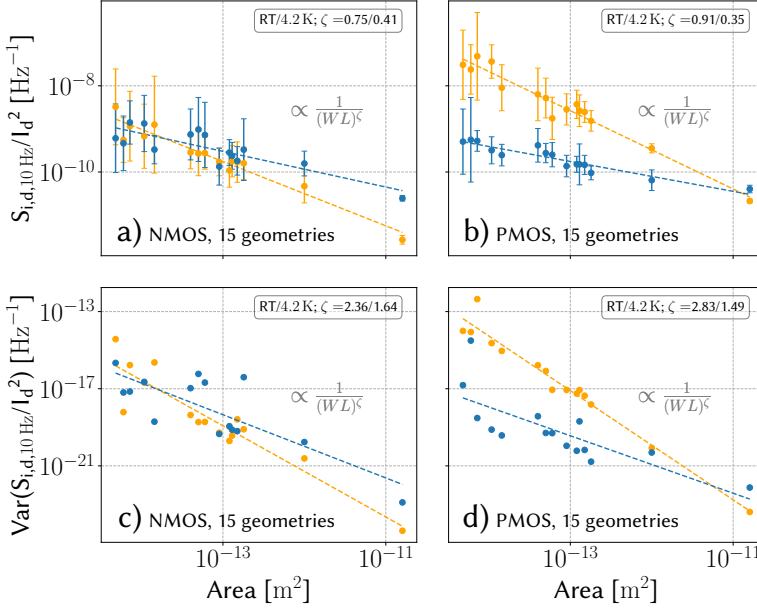 S_{i,d,10 Hz}/I_d^2 [Hz^{-1}]
10^{-8}
10^{-10}
RT/4.2 K; ζ =0.75/0.41
∝ 1/(WL)^ζ
a) NMOS, 15 geometries
RT/4.2 K; ζ =0.91/0.35
∝ 1/(WL)^ζ
b) PMOS, 15 geometries
Var(S_{i,d,10 Hz}/I_d^2) [Hz^{-1}]
10^{-13}
10^{-17}
10^{-21}
RT/4.2 K; ζ =2.36/1.64
∝ 1/(WL)^ζ
c) NMOS, 15 geometries
10^{-13}
10^{-11}
Area [m^2]
RT/4.2 K; ζ =2.83/1.49
∝ 1/(WL)^ζ
d) PMOS, 15 geometries
10^{-13}
10^{-11}
Area [m^2]